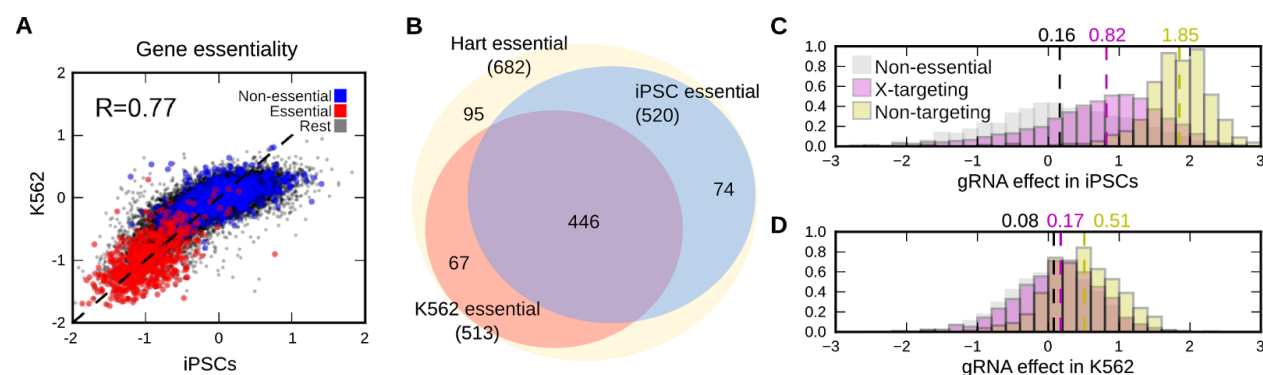 A
Gene essentiality
R=0.77
Non-essential
Essential
Rest
2
1
0
-1
-2
K562
-2
-1
0
1
2
iPSCs
B
Hart essential
(682)
iPSC essential
(520)
95
74
446
67
K562 essential
(513)
C
0.16 0.82 1.85
Non-essential
X-targeting
Non-targeting
1.0
0.8
0.6
0.4
0.2
0.0
−3 −2 −1 0 1 2 3
gRNA effect in iPSCs
D
0.08 0.17 0.51
1.0
0.8
0.6
0.4
0.2
0.0
−3 −2 −1 0 1 2 3
gRNA effect in K562